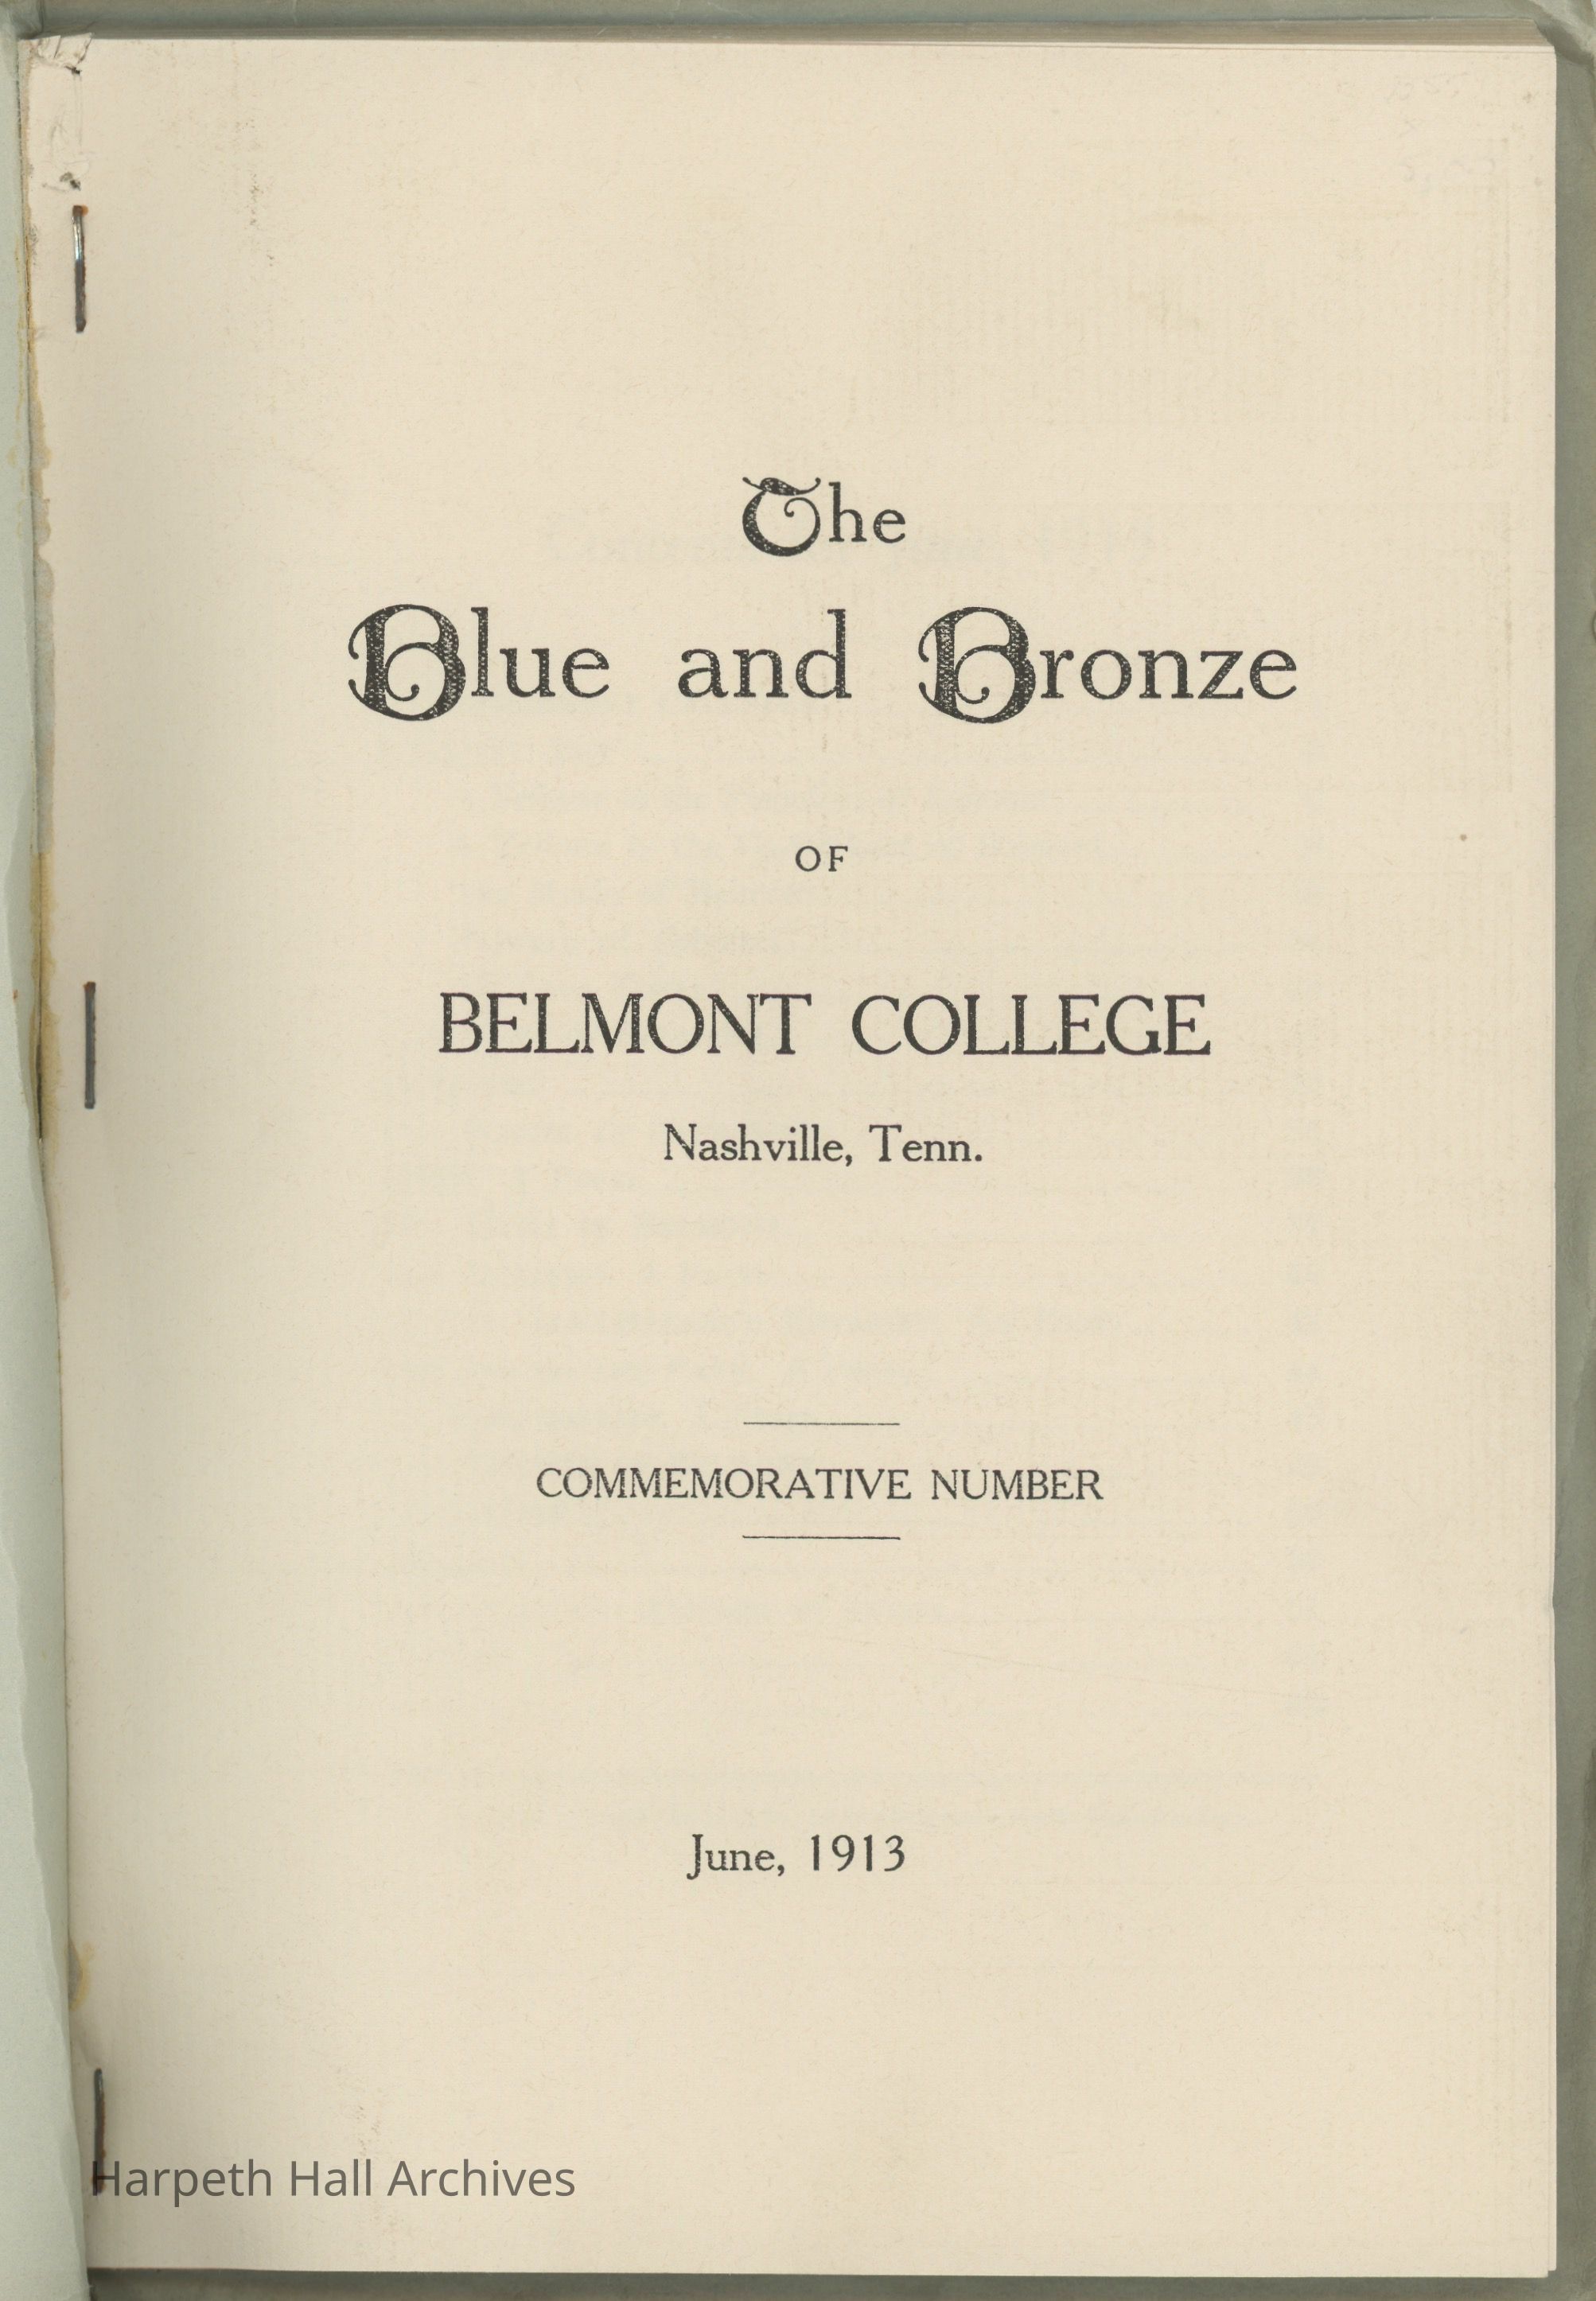 The
Blue and Bronze
OF
BELMONT COLLEGE
Nashville, Tenn.
COMMEMORATIVE NUMBER
June, 1913
Harpeth Hall Archives